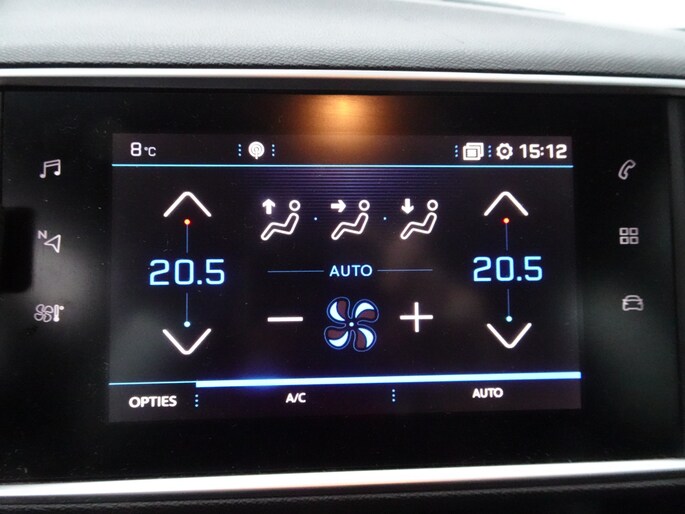 8°C 15:12
N
20.5 AUTO 20.5
OPTIES A/C AUTO